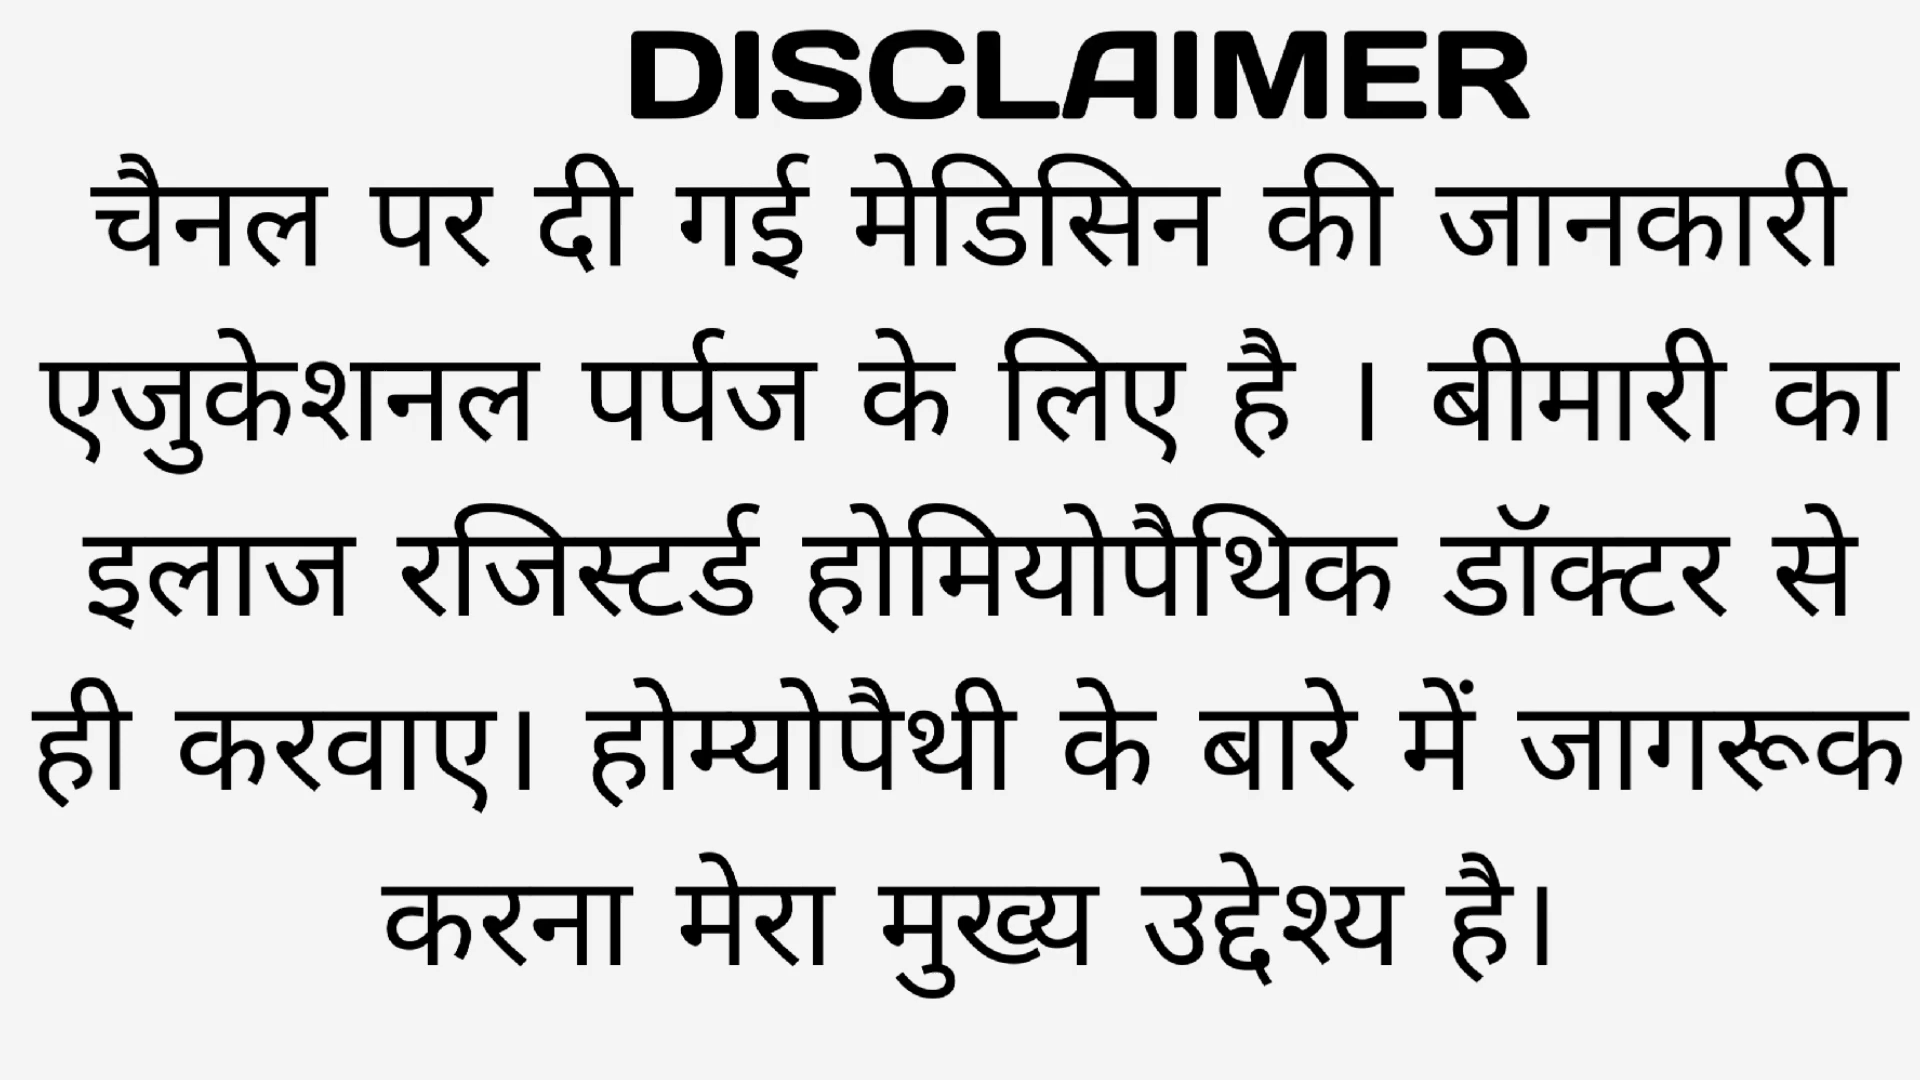 DISCLAIMER
चैनल पर दी गई मेडिसिन की जानकारी
एजुकेशनल पर्पज के लिए है । बीमारी का
इलाज रजिस्टर्ड होमियोपैथिक डॉक्टर से
ही करवाए। होम्योपैथी के बारे में जागरूक
करना मेरा मुख्य उद्देश्य है।